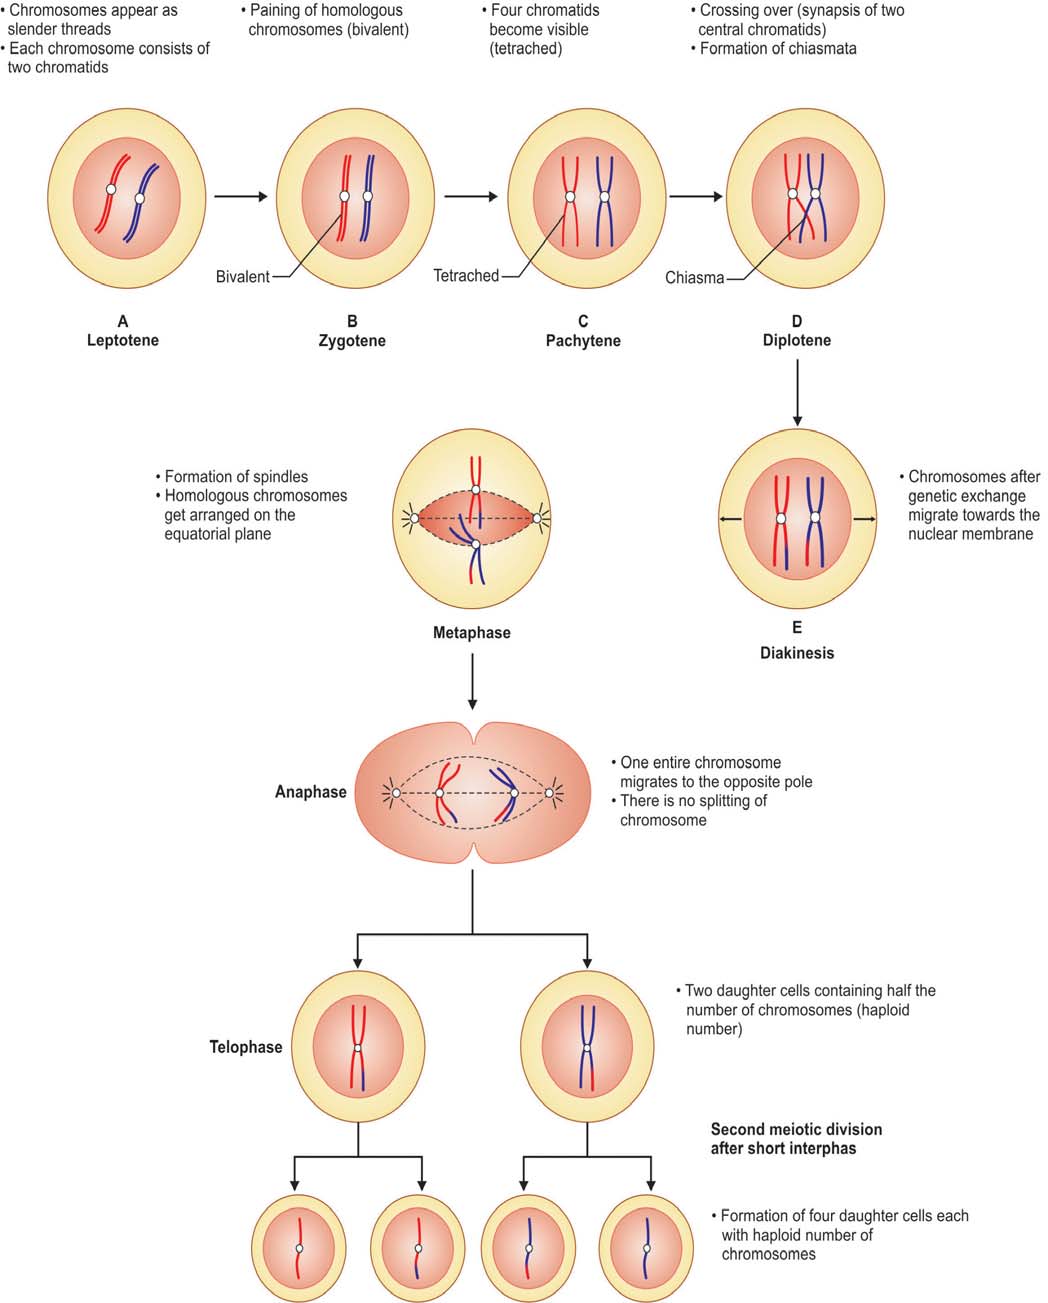 • Chromosomes appear as
slender threads
• Each chromosome consists of
two chromatids
• Paining of homologous
chromosomes (bivalent)
• Four chromatids
become visible
(tetrached)
• Crossing over (synapsis of two
central chromatids)
• Formation of chiasmata
Bivalent
Tetrached
Chiasma
A
Leptotene
B
Zygotene
C
Pachytene
D
Diplotene
• Formation of spindles
• Homologous chromosomes
get arranged on the
equatorial plane
• Chromosomes after
genetic exchange
migrate towards the
nuclear membrane
Metaphase
E
Diakinesis
Anaphase
• One entire chromosome
migrates to the opposite pole
• There is no splitting of
chromosome
Telophase
• Two daughter cells containing half the
number of chromosomes (haploid
number)
Second meiotic division
after short interphas
• Formation of four daughter cells each
with haploid number of
chromosomes